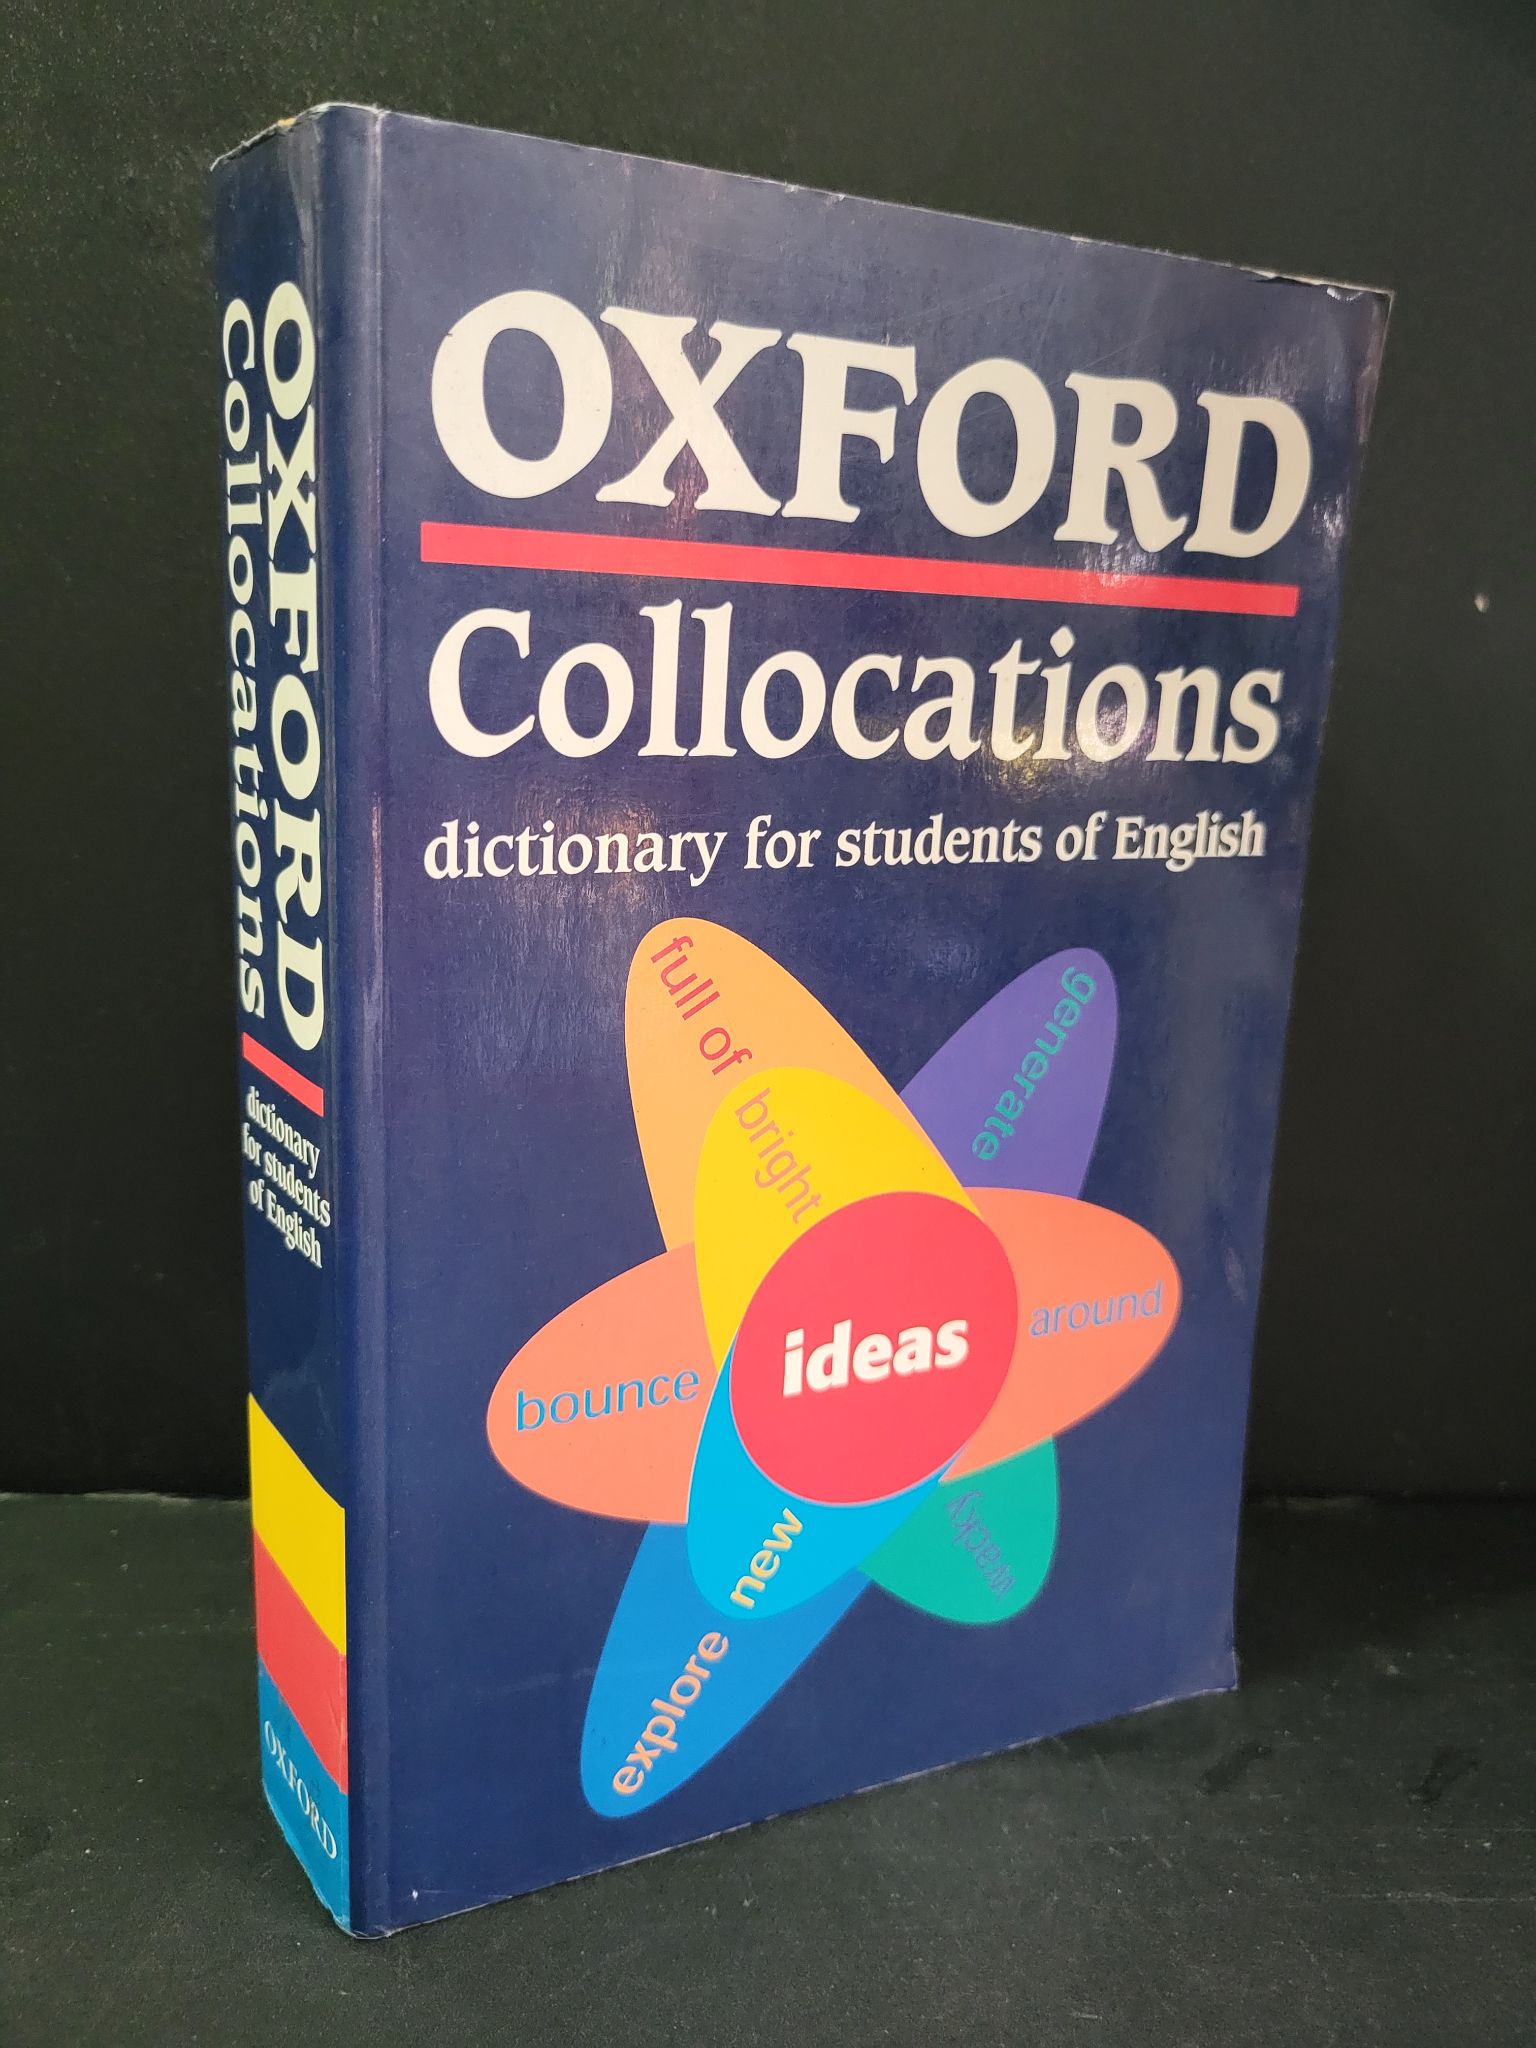 OXFORD
Collocations
dictionary
for students
of English
OXFORD
OXFORD
Collocations
dictionary for students of English
full of
bright
generate
ideas
bounce
around
new
explore
wacky